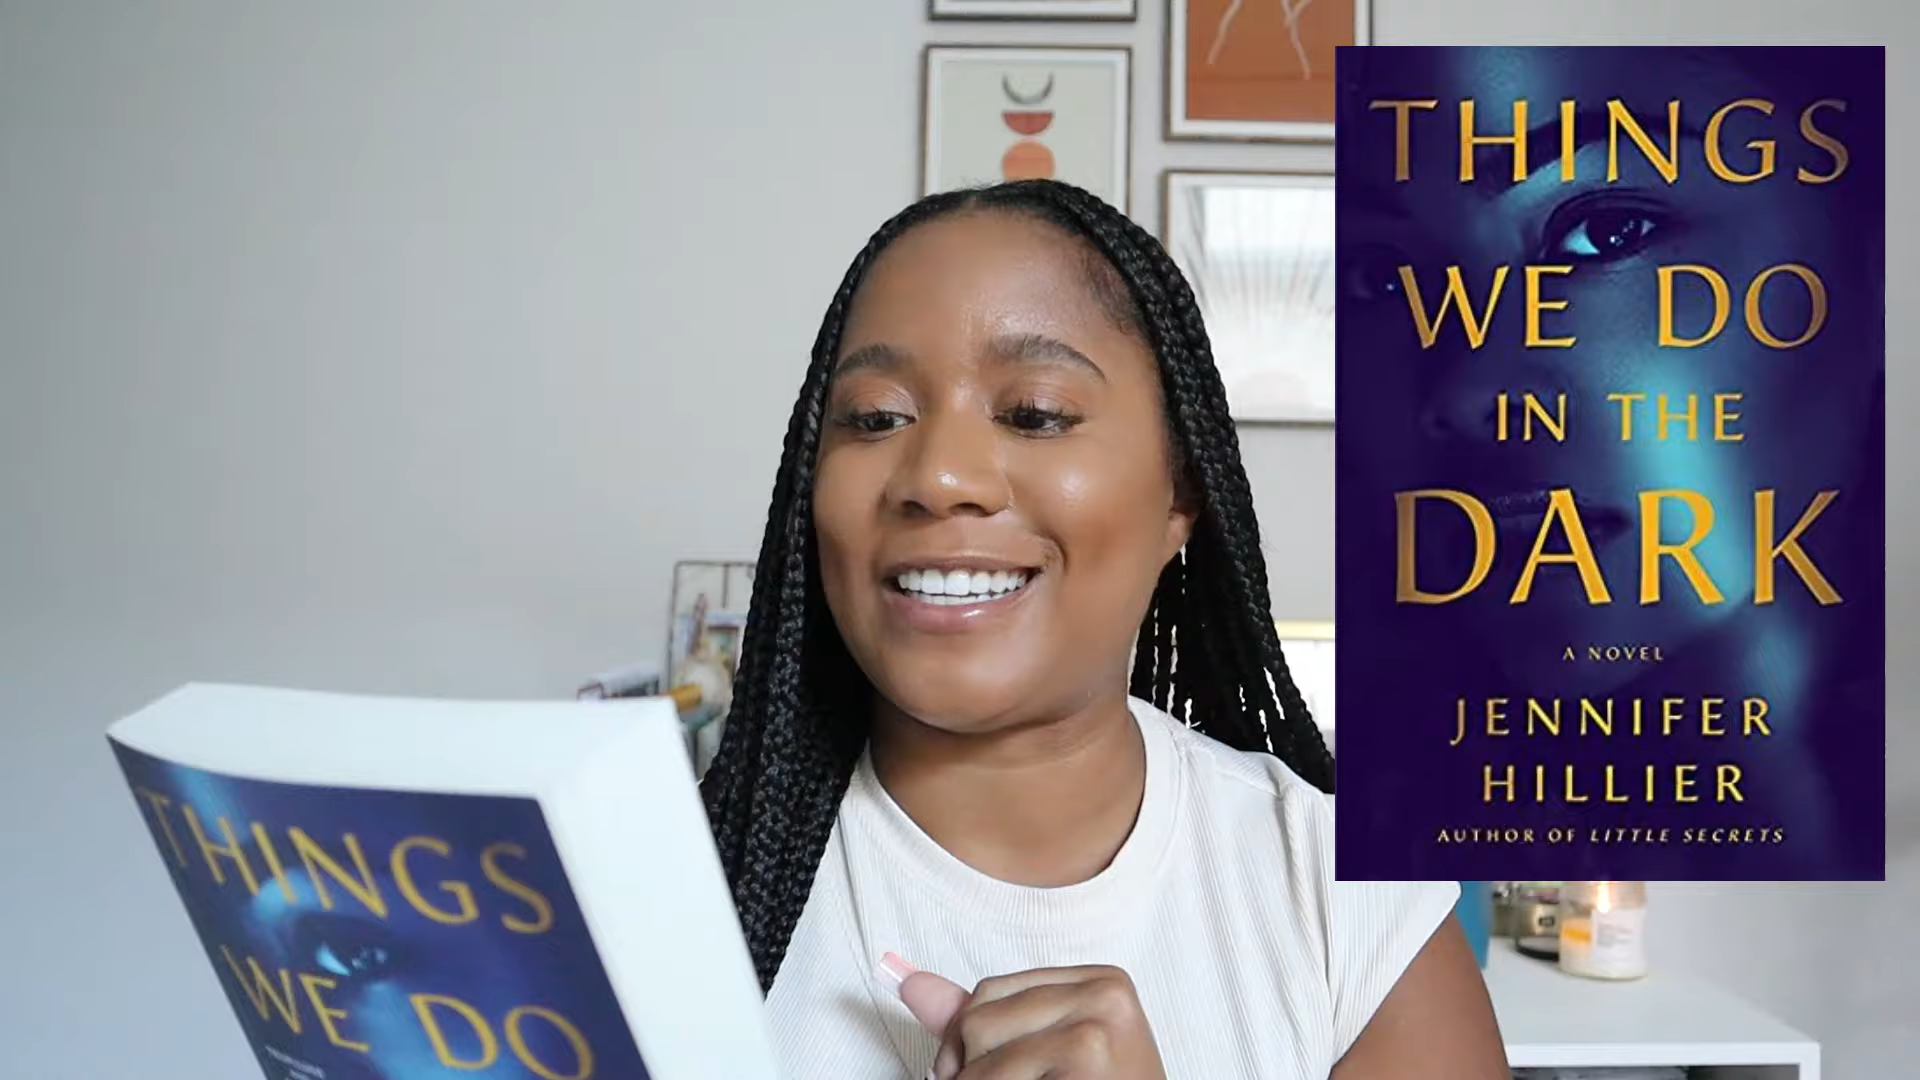 THINGS
WE DO
THINGS
WE DO
IN THE
DARK
A NOVEL
JENNIFER
HILLIER
AUTHOR OF LITTLE SECRETS